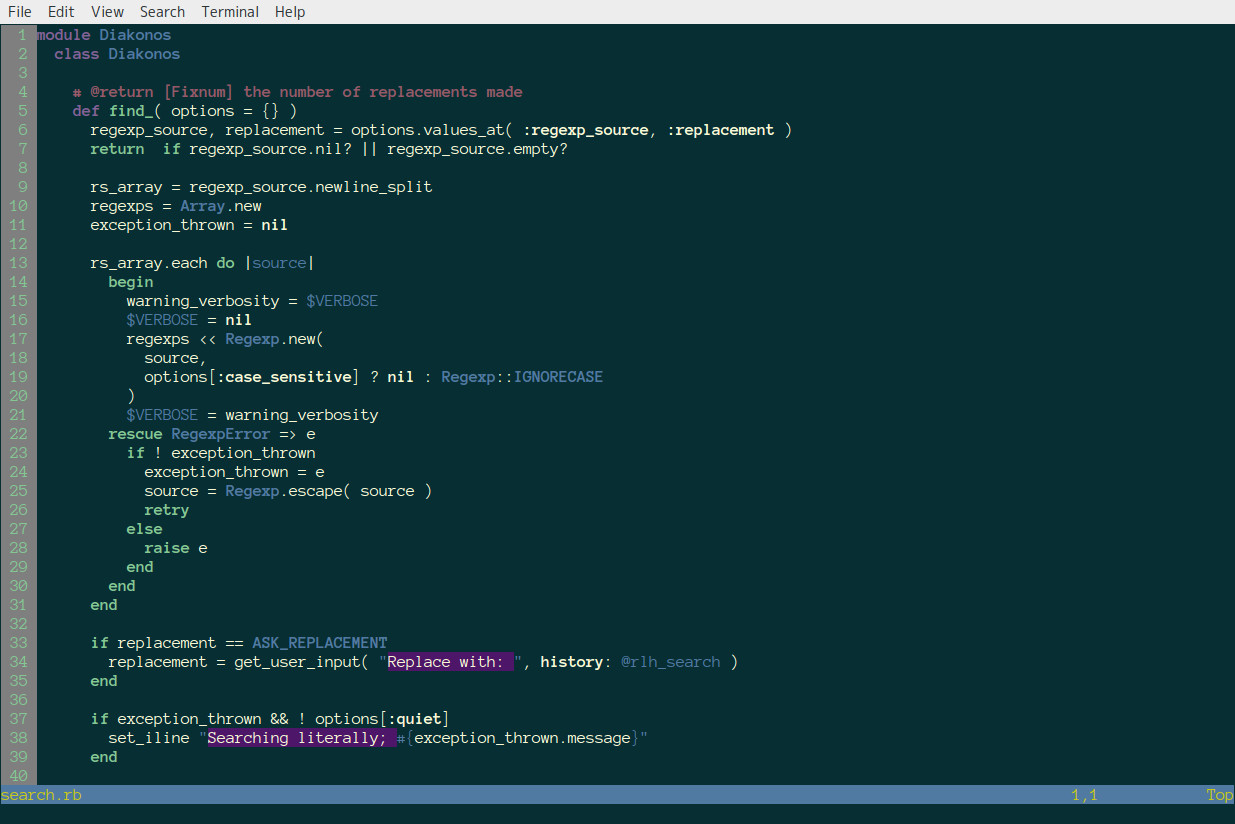 File Edit View Search Terminal Help
1 module Diakonos
2   class Diakonos
3
4     # @return [Fixnum] the number of replacements made
5     def find_( options = {} )
6       regexp_source, replacement = options.values_at( :regexp_source, :replacement )
7       return  if regexp_source.nil? || regexp_source.empty?
8
9       rs_array = regexp_source.newline_split
10       regexps = Array.new
11       exception_thrown = nil
12
13       rs_array.each do |source|
14         begin
15           warning_verbosity = $VERBOSE
16           $VERBOSE = nil
17           regexps << Regexp.new(
18             source,
19             options[:case_sensitive] ? nil : Regexp::IGNORECASE
20           )
21           $VERBOSE = warning_verbosity
22         rescue RegexpError => e
23           if ! exception_thrown
24             exception_thrown = e
25             source = Regexp.escape( source )
26             retry
27           else
28             raise e
29           end
30         end
31       end
32
33       if replacement == ASK_REPLACEMENT
34         replacement = get_user_input( "Replace with: ", history: @rlh_search )
35       end
36
37       if exception_thrown && ! options[:quiet]
38         set_iline "Searching literally; #{exception_thrown.message}"
39       end
40
search.rb 1,1 Top